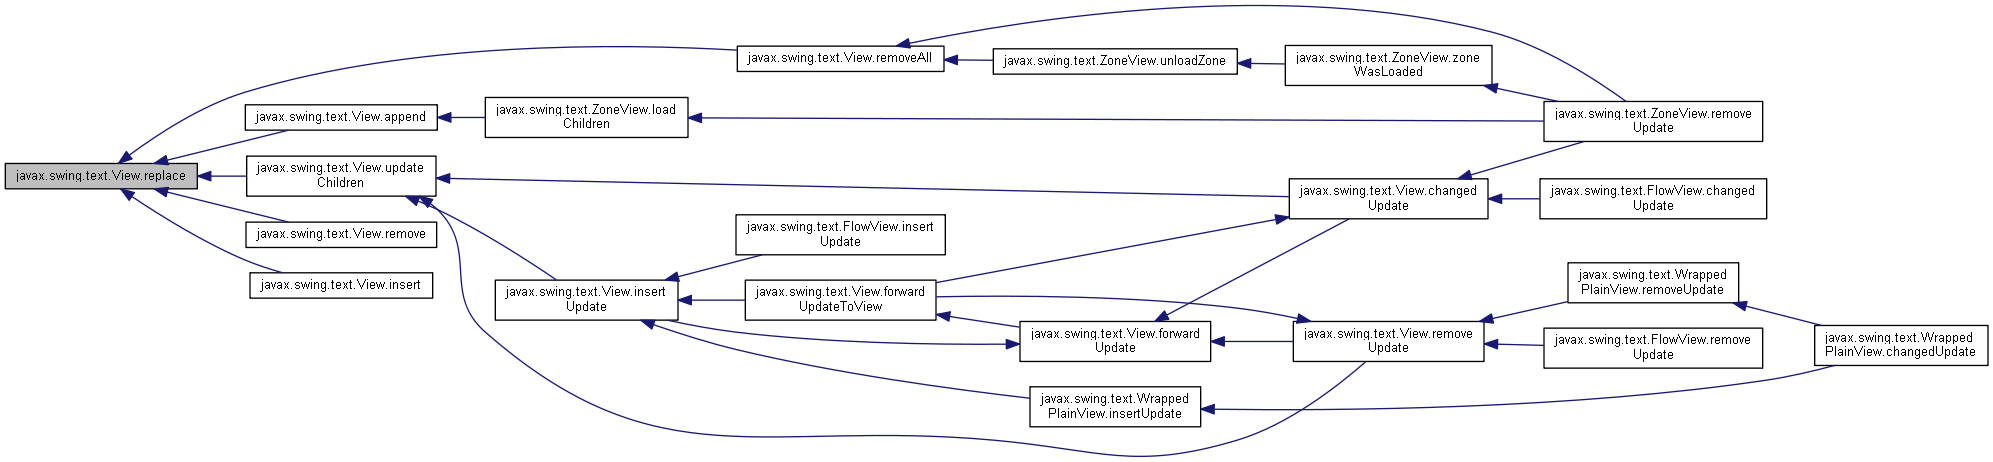 javax.swing.text.View.removeAll
javax.swing.text.ZoneView.unloadZone
javax.swing.text.ZoneView.zone
WasLoaded
javax.swing.text.View.append
javax.swing.text.ZoneView.load
Children
javax.swing.text.ZoneView.remove
Update
javax.swing.text.View.replace
javax.swing.text.View.update
Children
javax.swing.text.View.changed
Update
javax.swing.text.FlowView.changed
Update
javax.swing.text.View.remove
javax.swing.text.FlowView.insert
Update
javax.swing.text.View.insert
javax.swing.text.View.insert
Update
javax.swing.text.View.forward
UpdateToView
javax.swing.text.Wrapped
PlainView.removeUpdate
javax.swing.text.View.forward
Update
javax.swing.text.View.remove
Update
javax.swing.text.FlowView.remove
Update
javax.swing.text.Wrapped
PlainView.changedUpdate
javax.swing.text.Wrapped
PlainView.insertUpdate